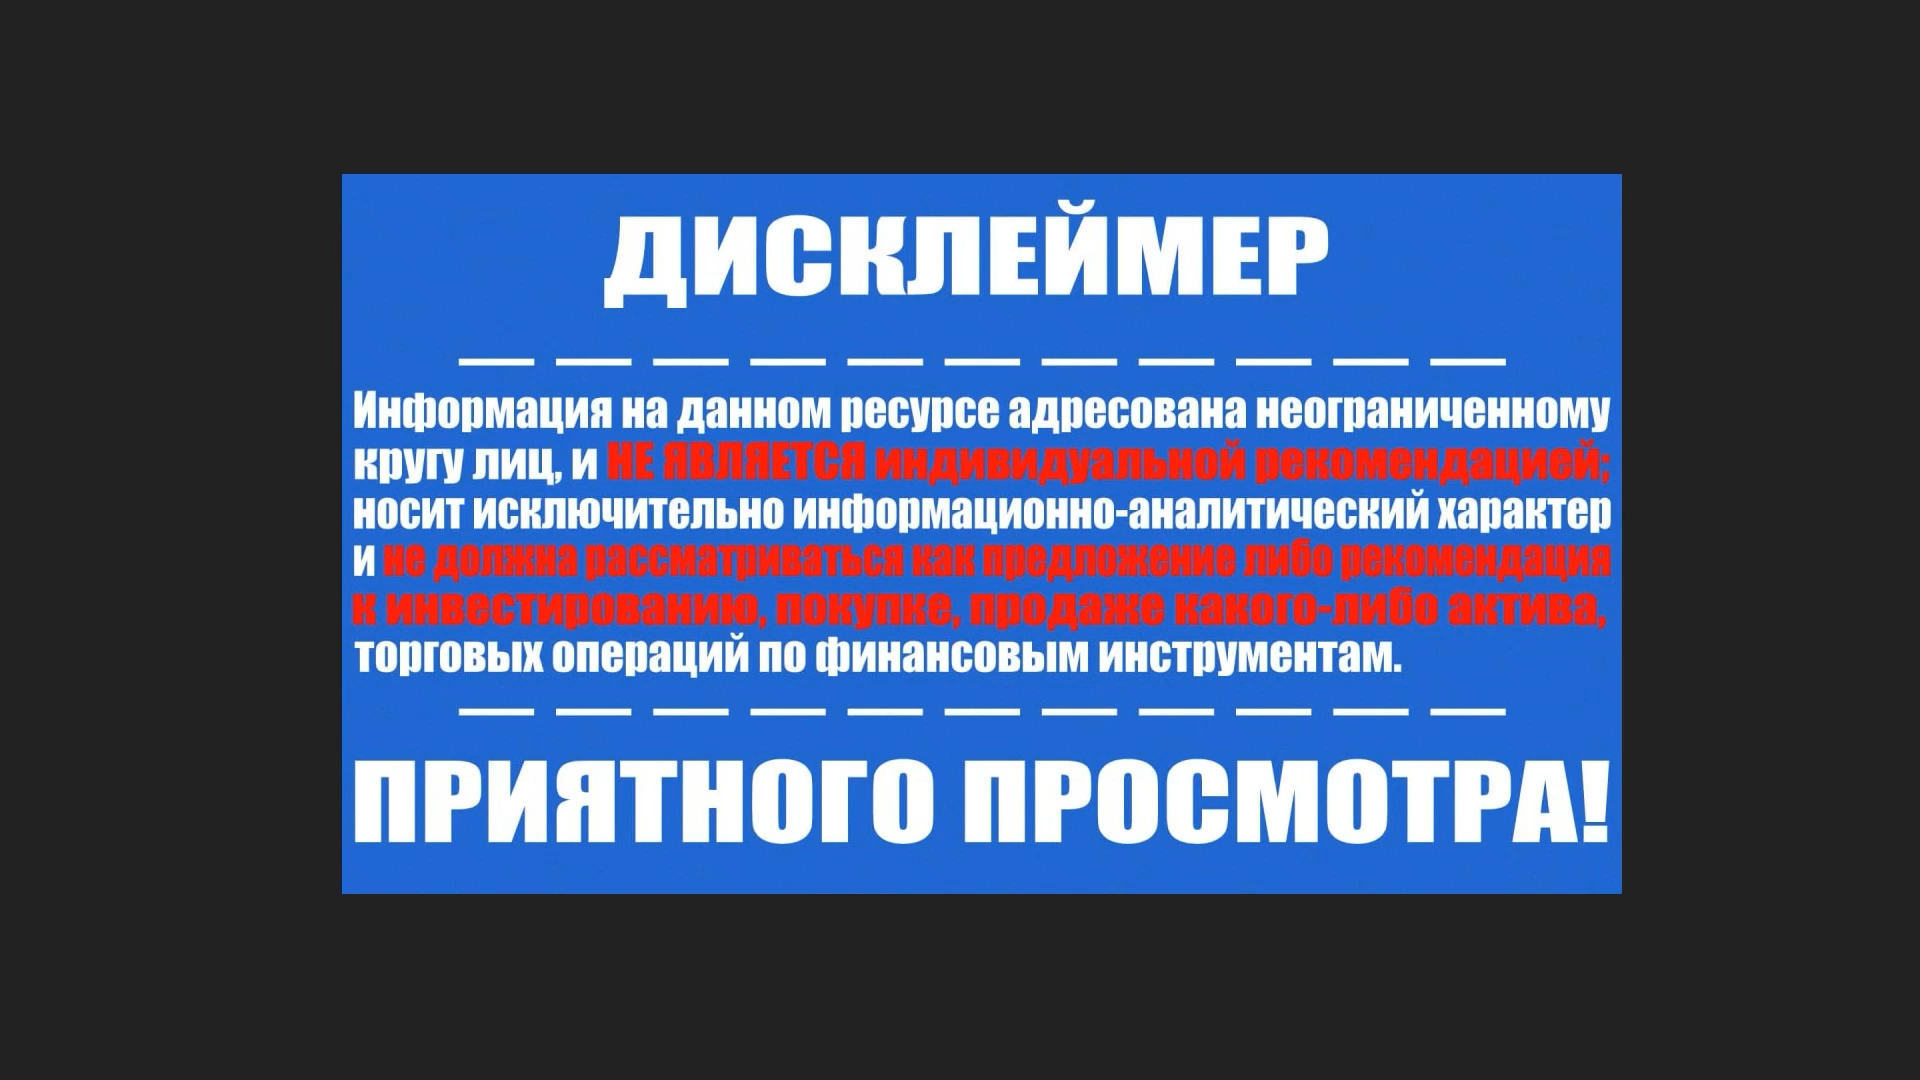 ДИСКЛЕЙМЕР
— — — — — — — — — — —
Информация на данном ресурсе адресована неограниченному
кругу лиц, и НЕ ЯВЛЯЕТСЯ индивидуальной рекомендацией;
носит исключительно информационно-аналитический характер
и не должна рассматриваться как предложение либо рекомендация
к инвестированию, покупке, продаже какого-либо актива,
торговых операций по финансовым инструментам.
— — — — — — — — — — —
ПРИЯТНОГО ПРОСМОТРА!